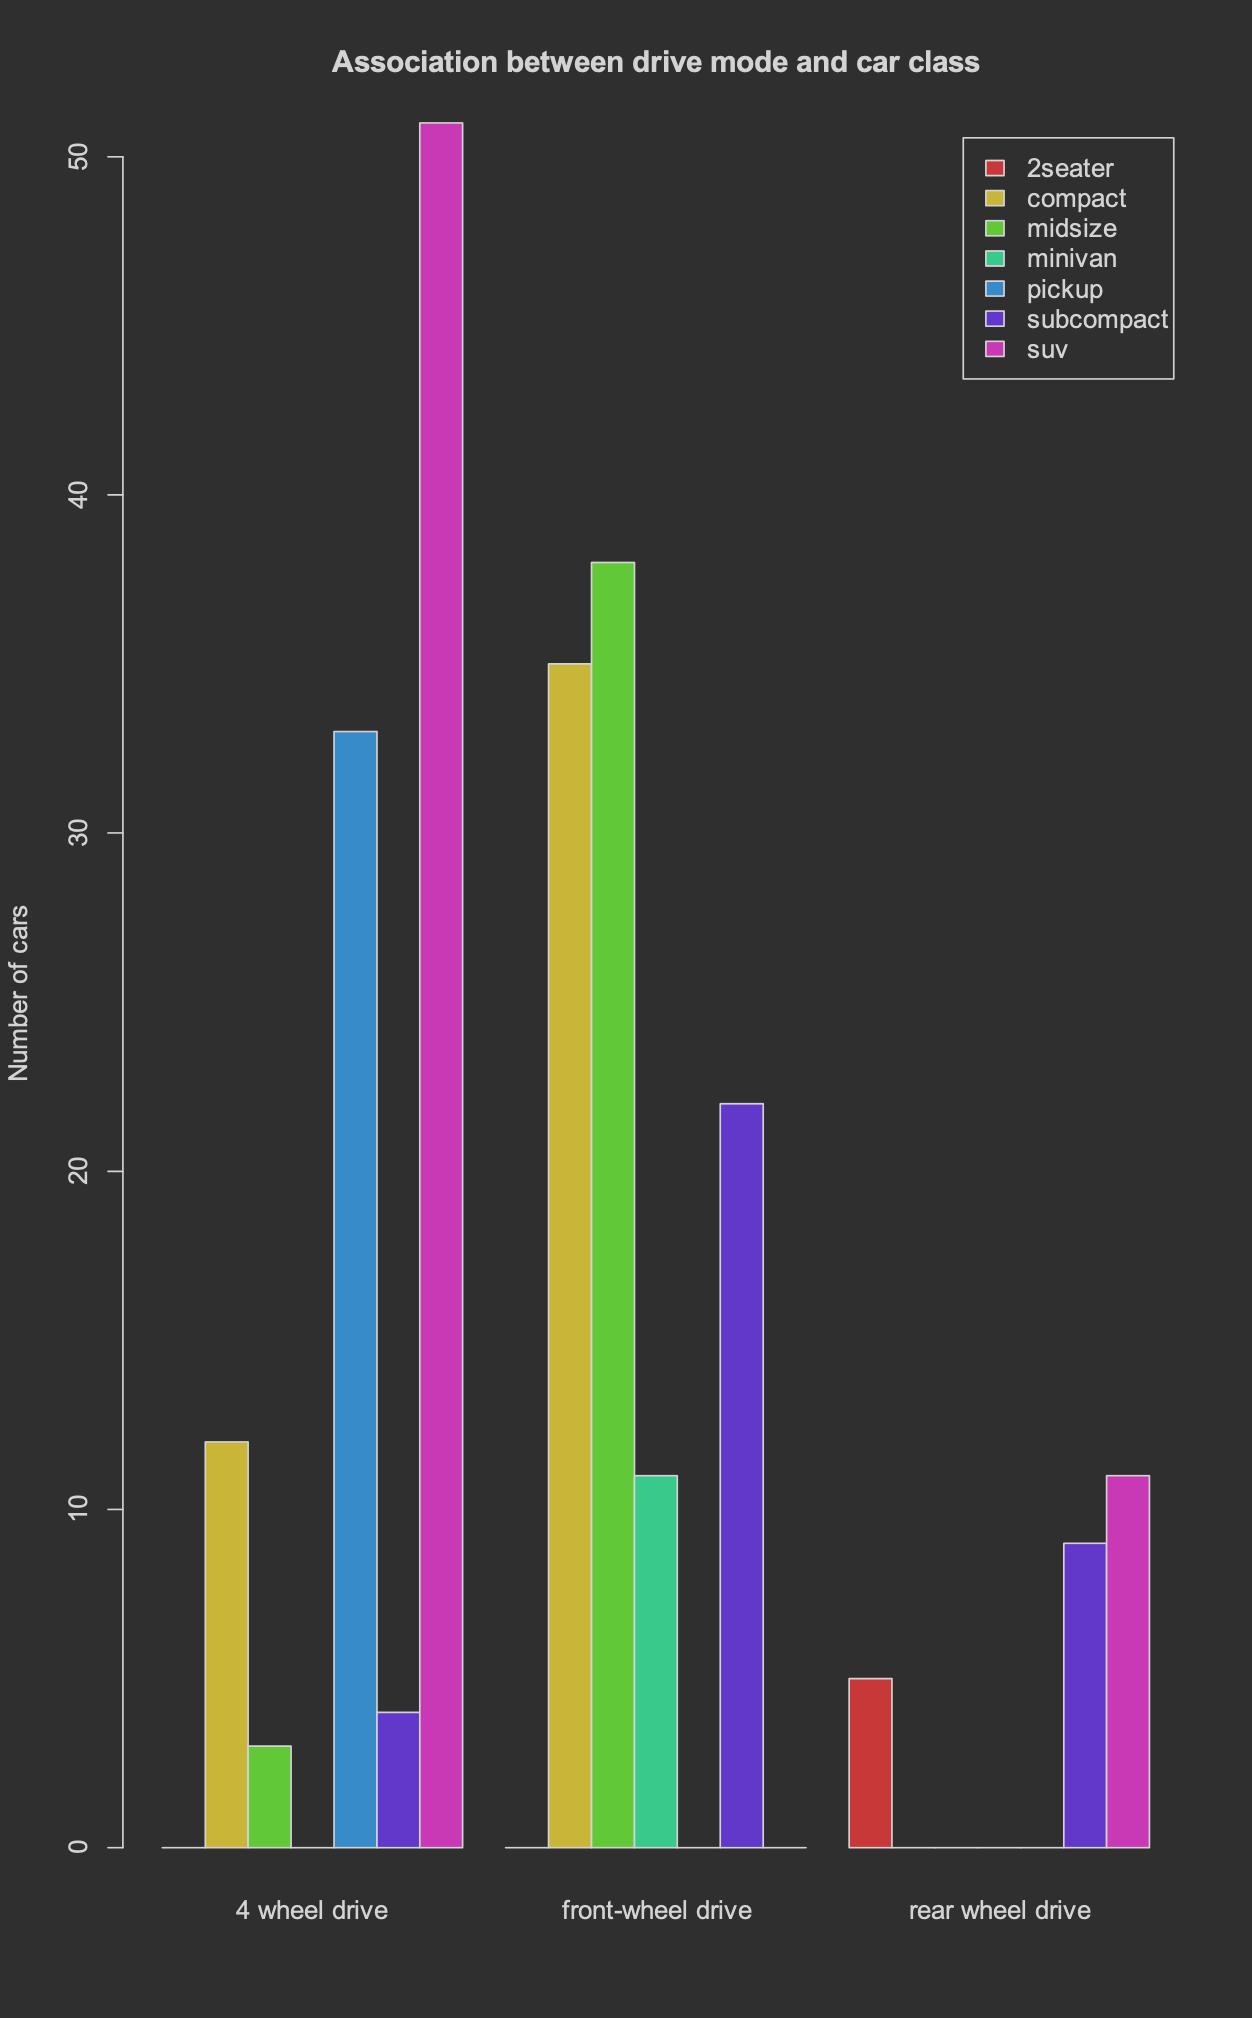 Association between drive mode and car class
2seater
compact
midsize
minivan
pickup
subcompact
suv
Number of cars
50
40
30
20
10
0
4 wheel drive
front-wheel drive
rear wheel drive